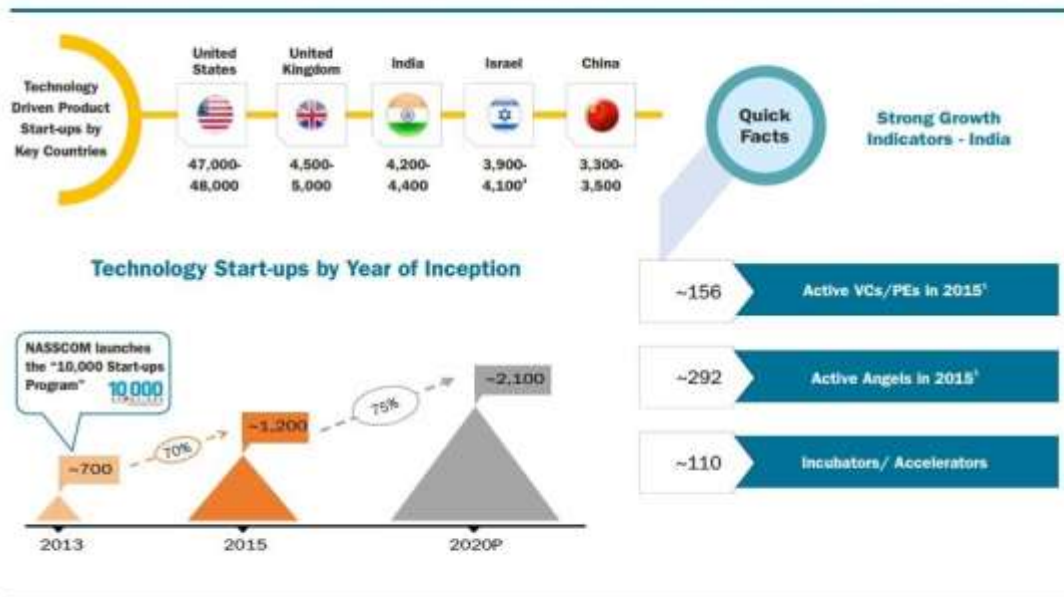 Technology
Driven Product
Start-ups by
Key Countries
United
States
47,000-
48,000
United
Kingdom
4,500-
5,000
India
4,200-
4,400
Israel
3,900-
4,100
China
3,300-
3,500
Quick
Facts
Strong Growth
Indicators - India
~156
Active VCs/PEs in 2015
~292
Active Angels in 2015
~110
Incubators/ Accelerators
Technology Start-ups by Year of Inception
NASSCOM launches
the "10,000 Start-ups
Program"
10,000
~700
70%
~1,200
75%
~2,100
2013
2015
2020P